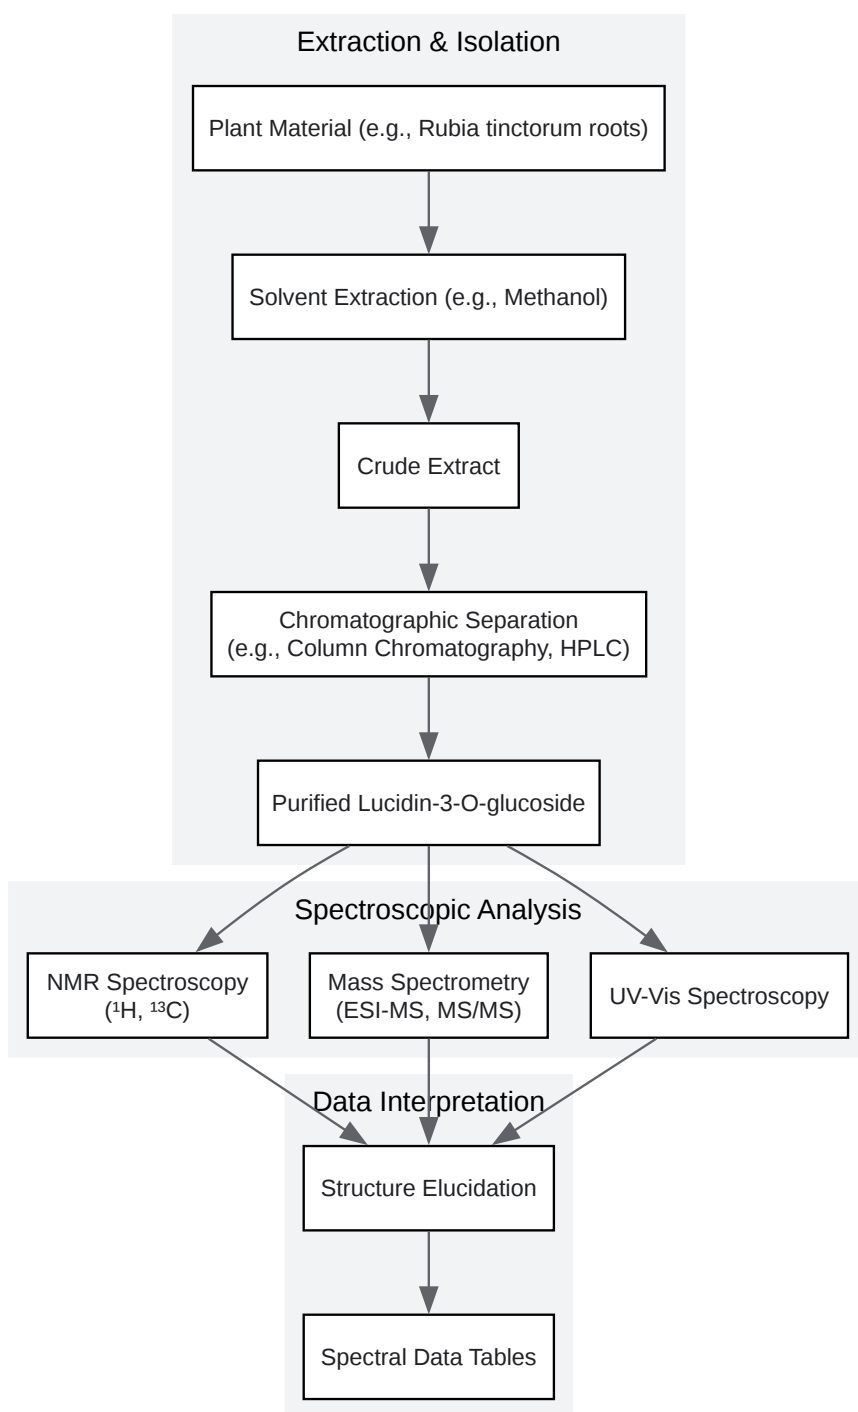 Extraction & Isolation
Plant Material (e.g., Rubia tinctorum roots)
Solvent Extraction (e.g., Methanol)
Crude Extract
Chromatographic Separation
(e.g., Column Chromatography, HPLC)
Purified Lucidin-3-O-glucoside
Spectroscopic Analysis
NMR Spectroscopy
(¹H, ¹³C)
Mass Spectrometry
(ESI-MS, MS/MS)
UV-Vis Spectroscopy
Data Interpretation
Structure Elucidation
Spectral Data Tables